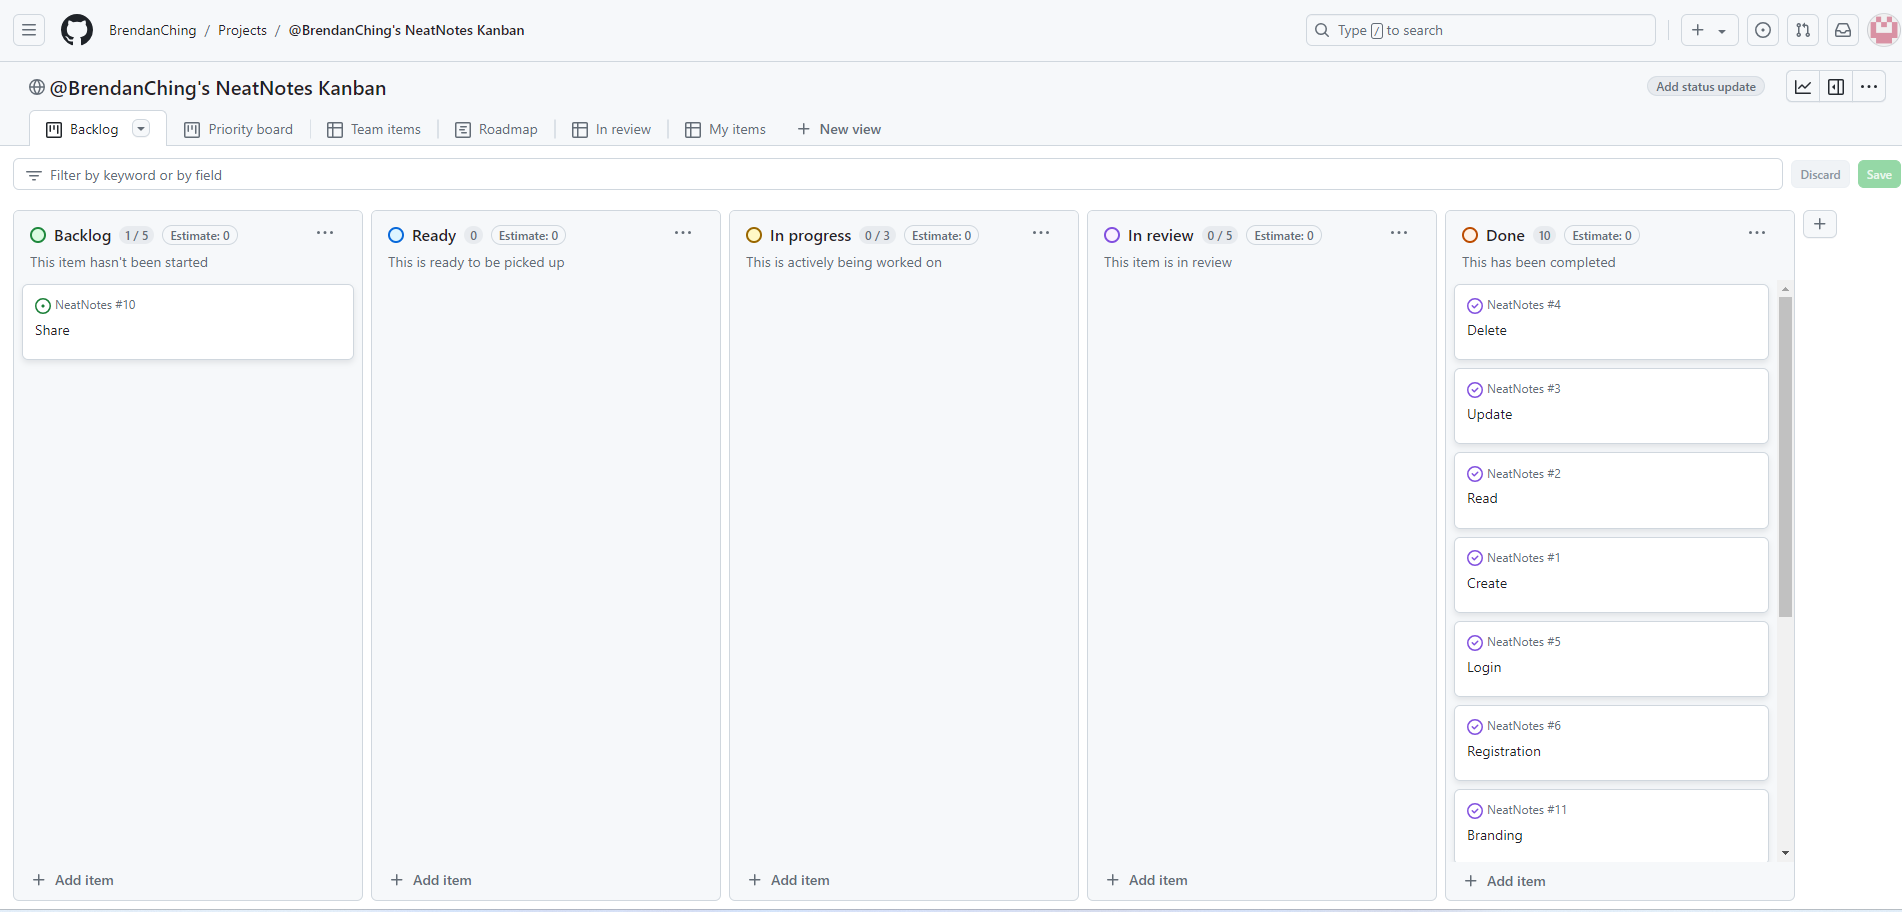 BrendanChing / Projects / @BrendanChing's NeatNotes Kanban
Type / to search
@BrendanChing's NeatNotes Kanban
Add status update
Backlog
Priority board
Team items
Roadmap
In review
My items
New view
Filter by keyword or by field
Discard
Save
Backlog 1 / 5 Estimate: 0
This item hasn't been started
NeatNotes #10
Share
Add item
Ready 0 Estimate: 0
This is ready to be picked up
Add item
In progress 0 / 3 Estimate: 0
This is actively being worked on
Add item
In review 0 / 5 Estimate: 0
This item is in review
Add item
Done 10 Estimate: 0
This has been completed
NeatNotes #4
Delete
NeatNotes #3
Update
NeatNotes #2
Read
NeatNotes #1
Create
NeatNotes #5
Login
NeatNotes #6
Registration
NeatNotes #11
Branding
Add item